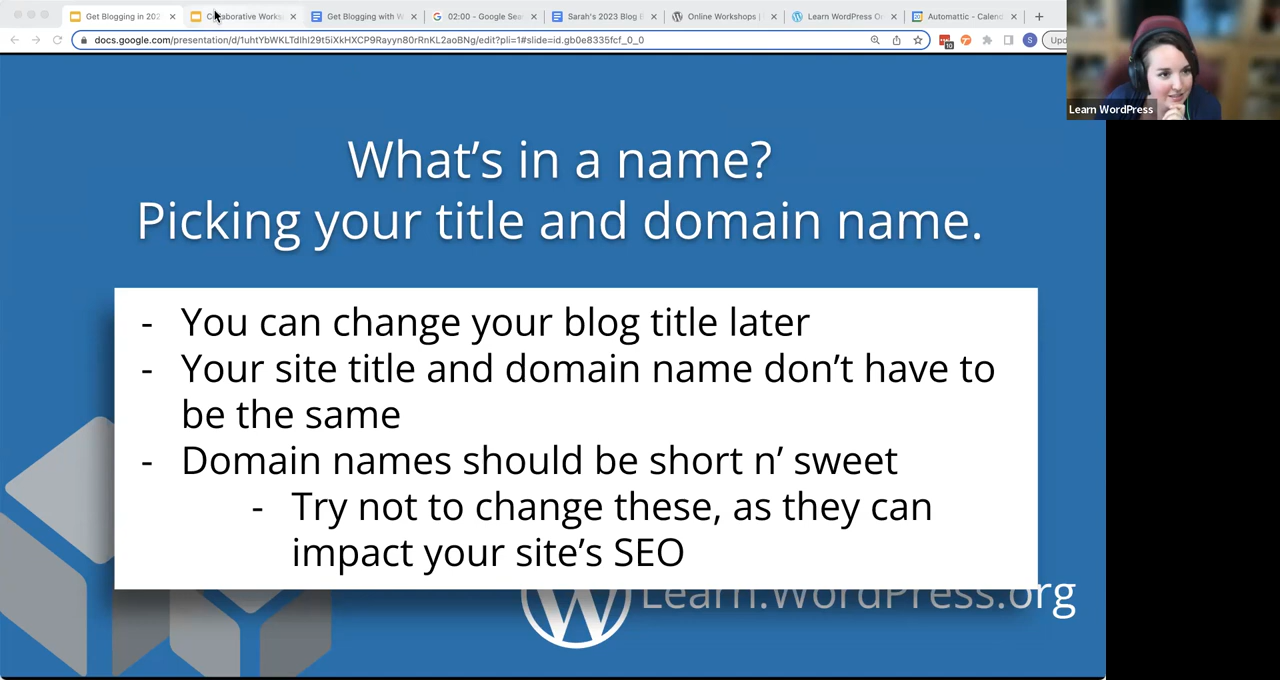 Get Blogging in 202
Collaborative Works
Get Blogging with W
02:00 - Google Sea
Sarah's 2023 Blog E
Online Workshops |
Learn WordPress On
Automattic - Calend
docs.google.com/presentation/d/1uhtYbWKLTdIhI29t5iXkHXCP9Rayyn80rRnKL2aoBNg/edit?pli=1#slide=id.gb0e8335fcf_0_0
10
S
Upd
Learn WordPress
What's in a name?
Picking your title and domain name.
- You can change your blog title later
- Your site title and domain name don't have to
be the same
- Domain names should be short n' sweet
- Try not to change these, as they can
impact your site's SEO
Learn.WordPress.org